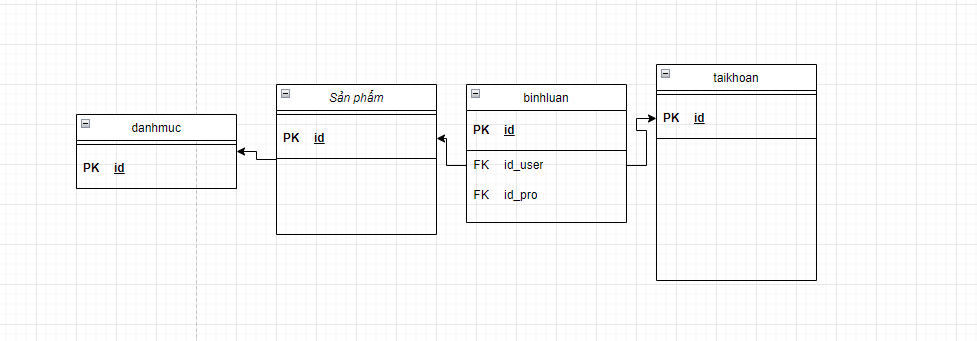 danhmuc
PK id
Sản phẩm
PK id
binhluan
PK id
FK id_user
FK id_pro
taikhoan
PK id